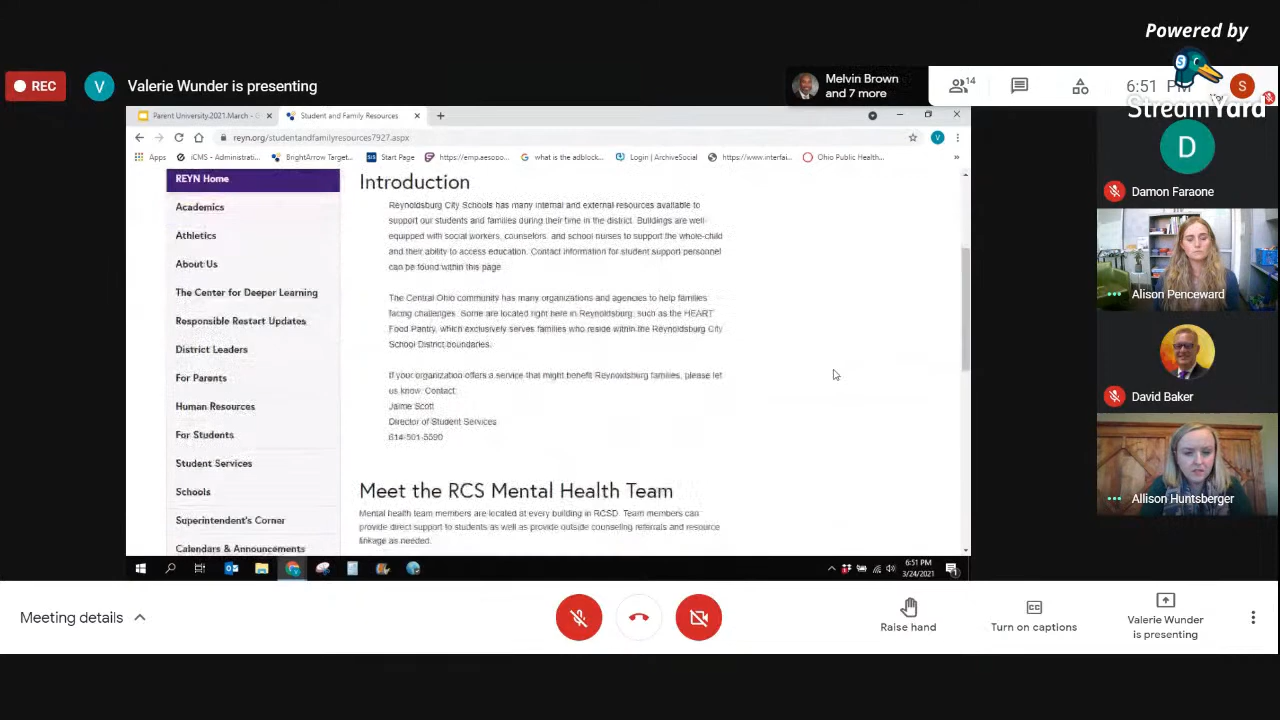 Powered by
StreamYard
REC
V
Valerie Wunder is presenting
Melvin Brown
and 7 more
14
6:51 PM
S
Parent University.2021.March - G
Student and Family Resources
reyn.org/studentandfamilyresources7927.aspx
V
Apps
iCMS - Administrati...
BrightArrow Target...
SIS
Start Page
https://emp.aesoo...
what is the adblock...
Login | ArchiveSocial
https://www.interfai...
Ohio Public Health...
»
REYN Home
Academics
Athletics
About Us
The Center for Deeper Learning
Responsible Restart Updates
District Leaders
For Parents
Human Resources
For Students
Student Services
Schools
Superintendent's Corner
Calendars & Announcements
Introduction
Reynoldsburg City Schools has many internal and external resources available to
support our students and families during their time in the district. Buildings are well-
equipped with social workers, counselors, and school nurses to support the whole-child
and their ability to access education. Contact information for student support personnel
can be found within this page.
The Central Ohio community has many organizations and agencies to help families
facing challenges. Some are located right here in Reynoldsburg, such as the HEART
Food Pantry, which exclusively serves families who reside within the Reynoldsburg City
School District boundaries.
If your organization offers a service that might benefit Reynoldsburg families, please let
us know. Contact:
Jaime Scott
Director of Student Services
Meet the RCS Mental Health Team
Mental health team members are located at every building in RCSD. Team members can
provide direct support to students as well as provide outside counseling referrals and resource
linkage as needed.
6:51 PM
3/24/2021
1
D
Damon Faraone
Alison Penceward
David Baker
Allison Huntsberger
Meeting details
Raise hand
Turn on captions
Valerie Wunder
is presenting